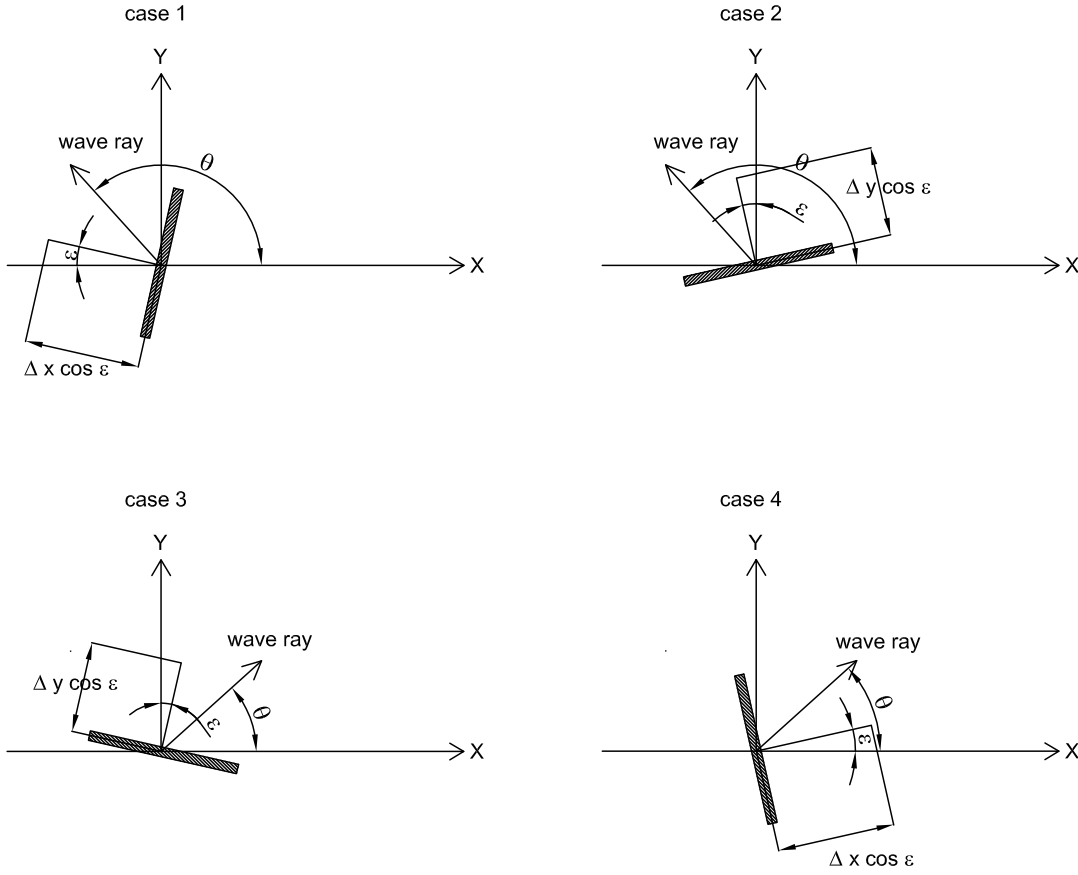 case 1
Y
wave ray
θ
ε
X
Δ x cos ε
case 2
Y
wave ray
θ
Δ y cos ε
ε
X
case 3
Y
wave ray
Δ y cos ε
ε
θ
X
case 4
Y
wave ray
θ
ε
X
Δ x cos ε